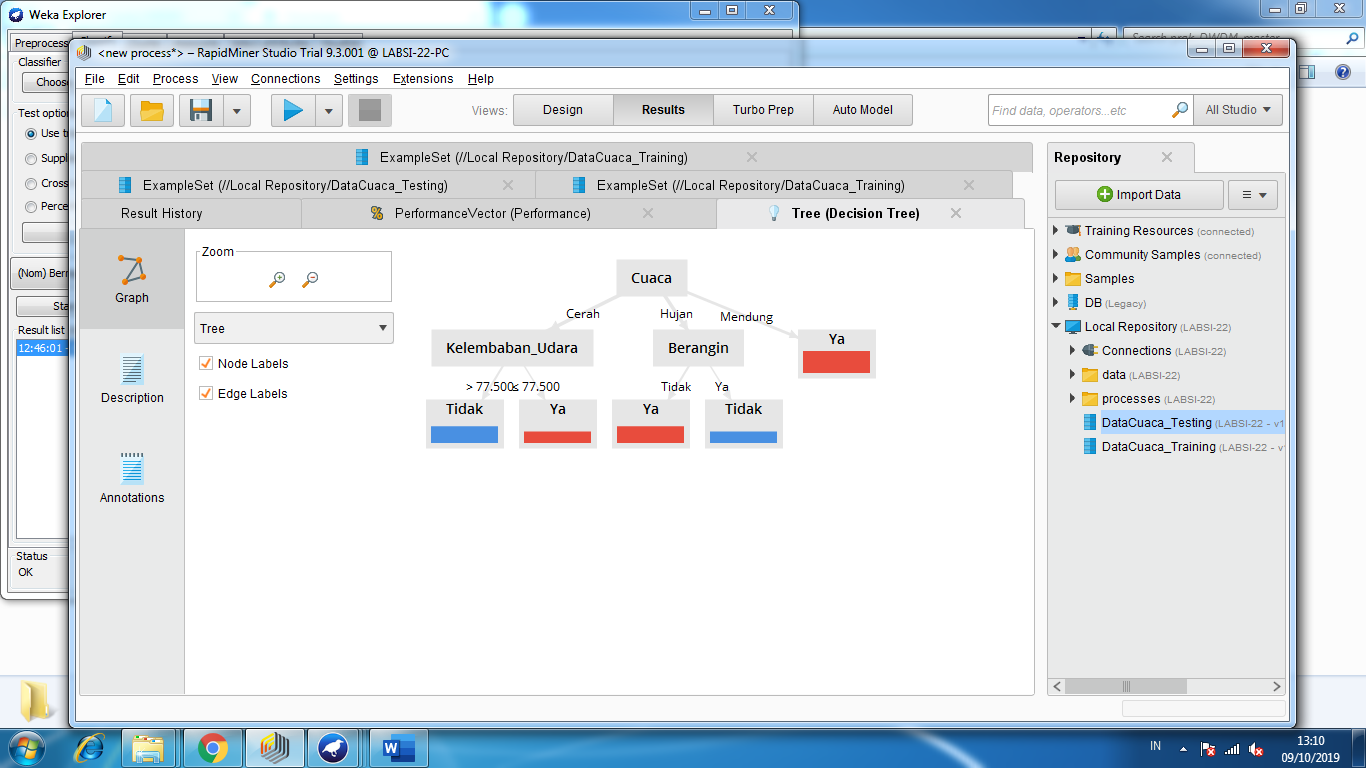 Weka Explorer
Preprocess
Classifier
Choos
Test option
Use tr
Suppl
Cross
Perce
(Nom) Berm
Sta
Result list
12:46:01 -
Status
OK
<new process*> – RapidMiner Studio Trial 9.3.001 @ LABSI-22-PC
File Edit Process View Connections Settings Extensions Help
Views: Design Results Turbo Prep Auto Model
Find data, operators...etc
All Studio
ExampleSet (//Local Repository/DataCuaca_Training)
ExampleSet (//Local Repository/DataCuaca_Testing)
ExampleSet (//Local Repository/DataCuaca_Training)
Result History
PerformanceVector (Performance)
Tree (Decision Tree)
Graph
Description
Annotations
Zoom
Tree
Node Labels
Edge Labels
Cuaca
Cerah Hujan Mendung
Kelembaban_Udara Berangin Ya
> 77.500 ≤ 77.500 Tidak Ya
Tidak Ya Ya Tidak
Repository
Import Data
Training Resources (connected)
Community Samples (connected)
Samples
DB (Legacy)
Local Repository (LABSI-22)
Connections (LABSI-22)
data (LABSI-22)
processes (LABSI-22)
DataCuaca_Testing (LABSI-22 - v1
DataCuaca_Training (LABSI-22 - v
IN
13:10
09/10/2019